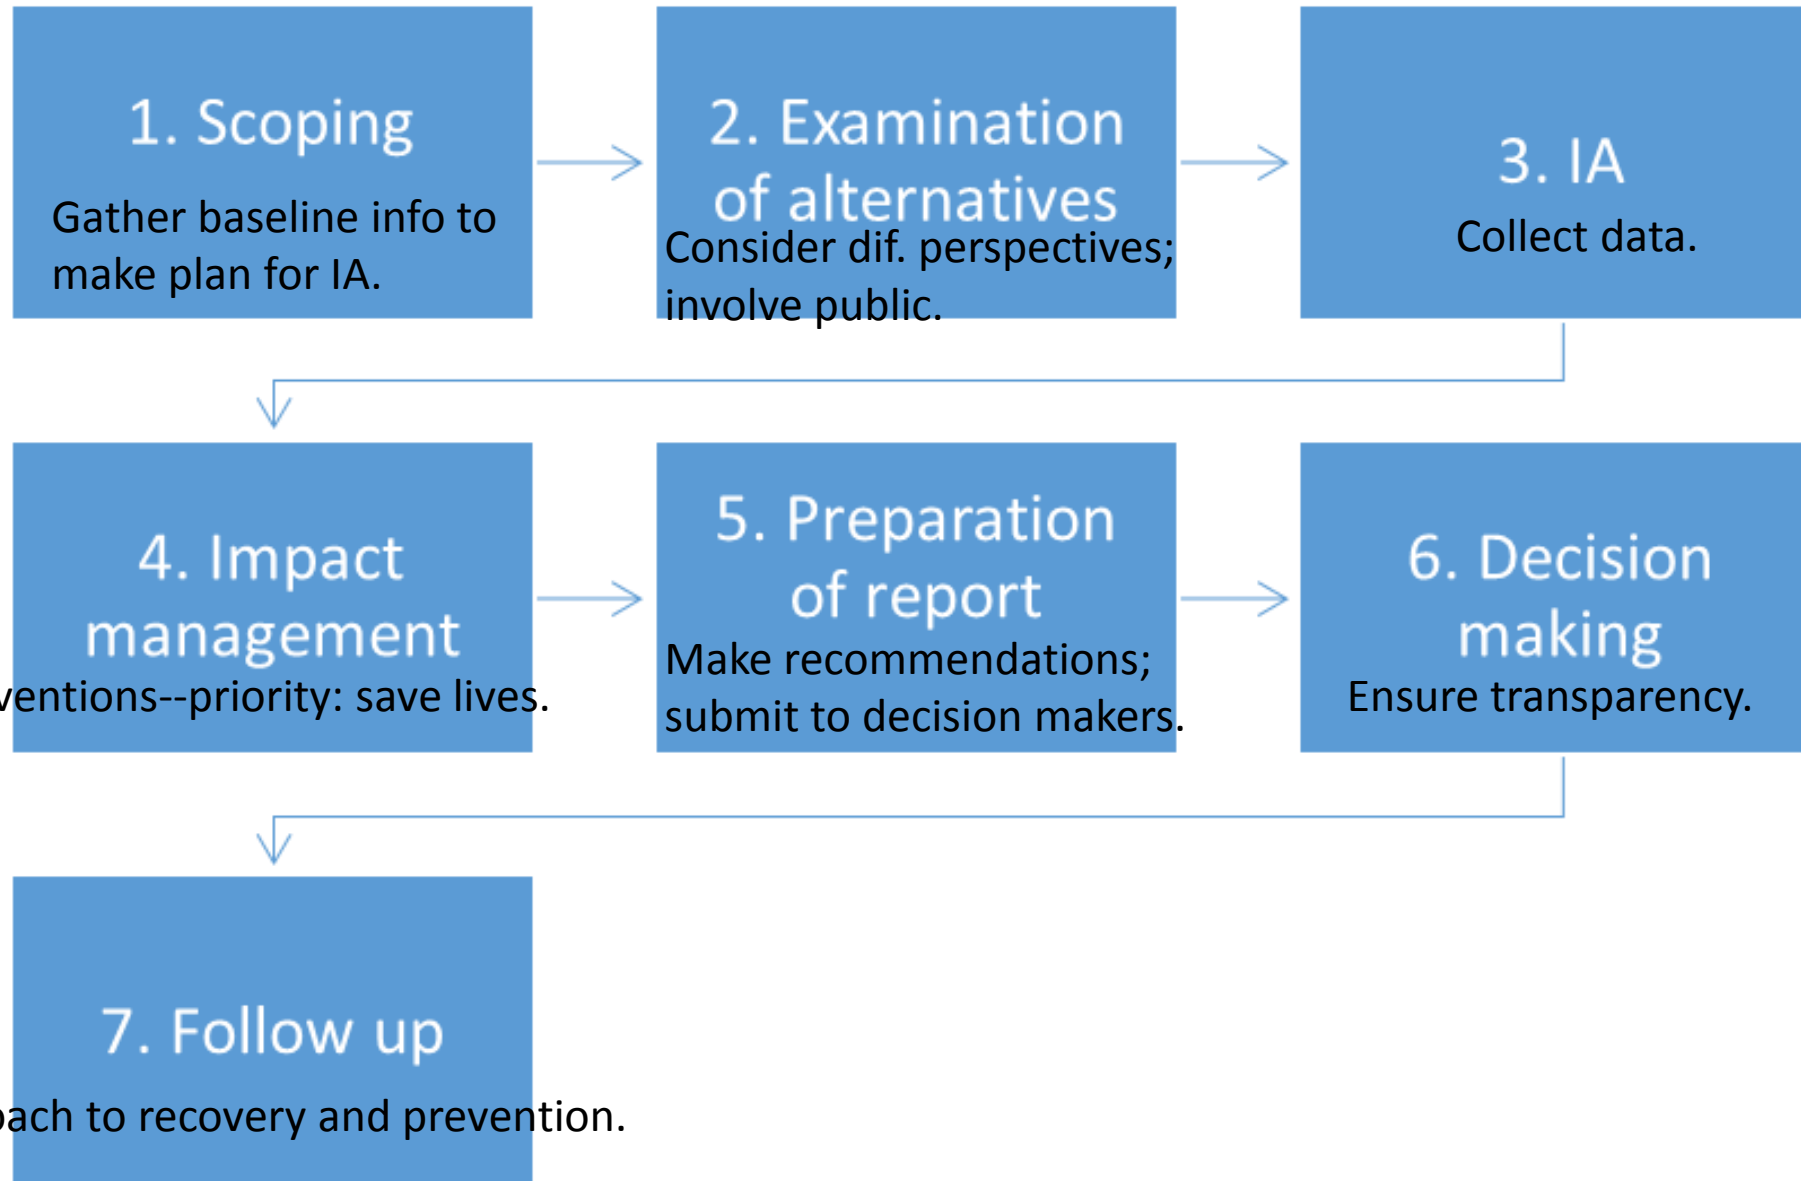 1. Scoping
Gather baseline info to
make plan for IA.
2. Examination
of alternatives
Consider dif. perspectives;
involve public.
3. IA
Collect data.
4. Impact
management
priority: save lives.
5. Preparation
of report
Make recommendations;
submit to decision makers.
6. Decision
making
Ensure transparency.
7. Follow up
to recovery and prevention.